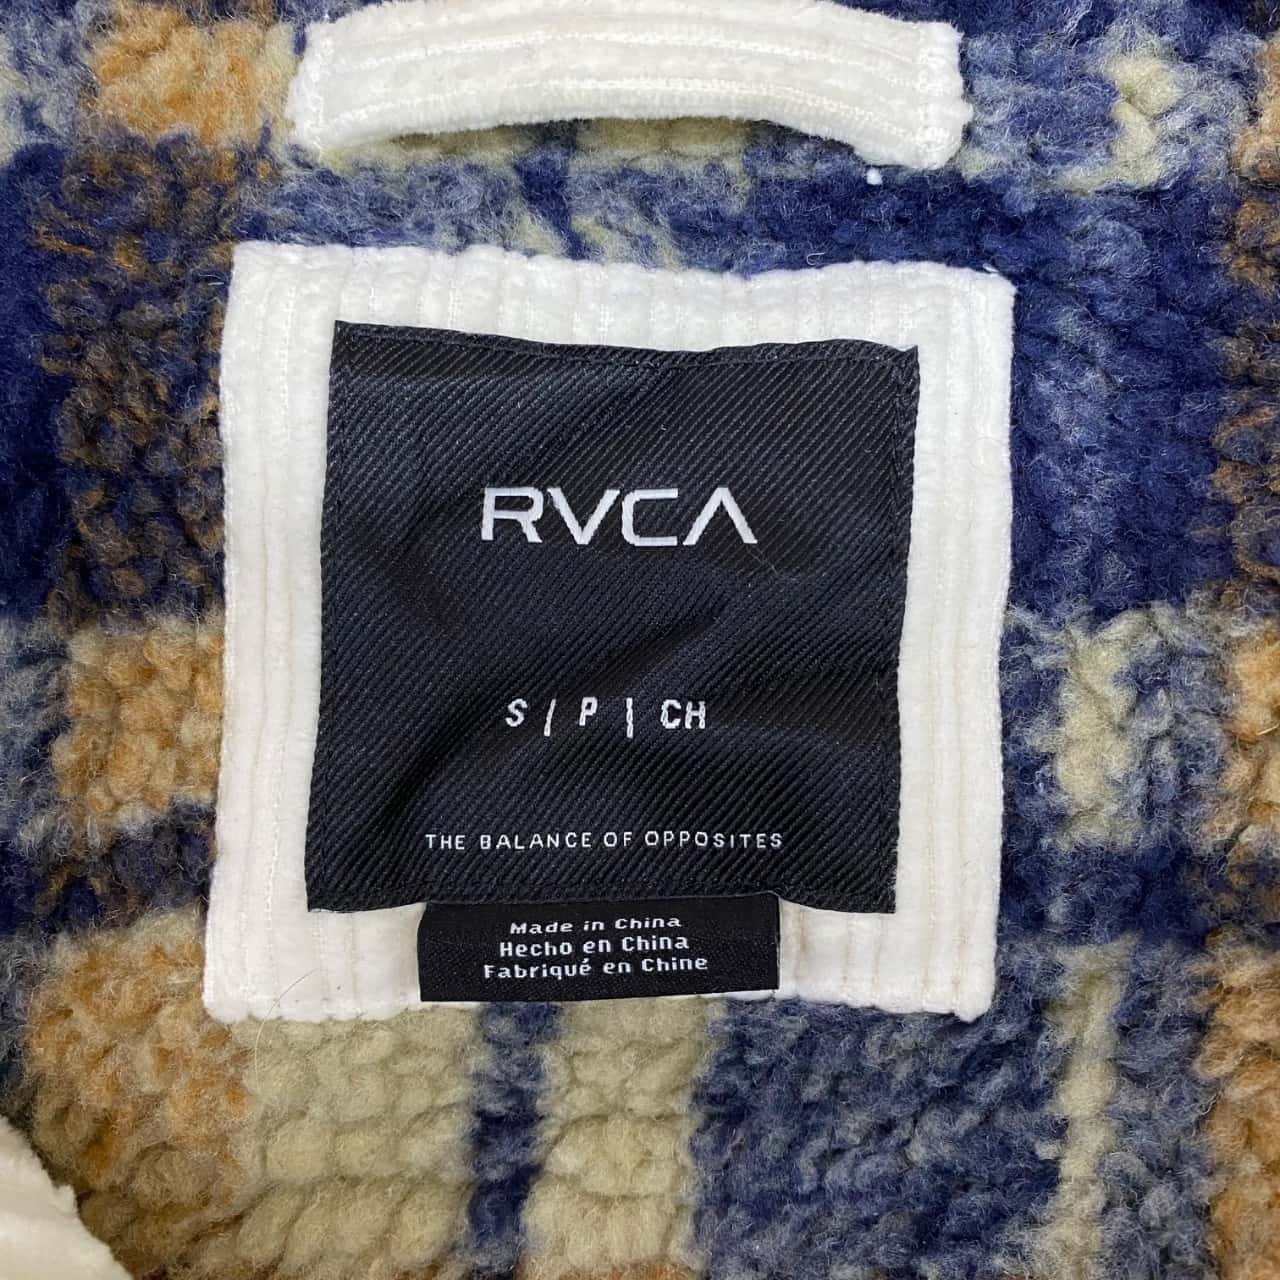 RVCA
S | P | CH
THE BALANCE OF OPPOSITES
Made in China
Hecho en China
Fabriqué en Chine